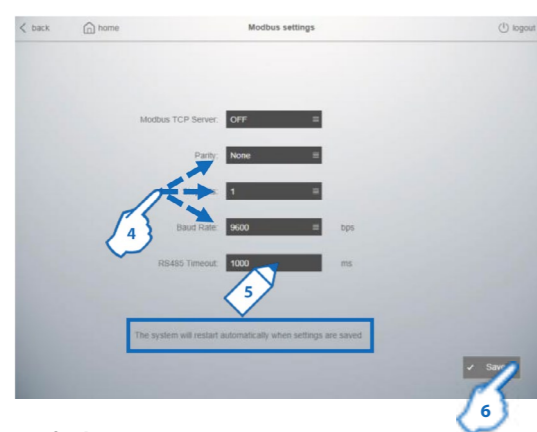 back home Modbus settings logout
Modbus TCP Server: OFF
Parity: None
1
4
Baud Rate: 9600 bps
RS485 Timeout: 1000 ms
5
The system will restart automatically when settings are saved
Save
6